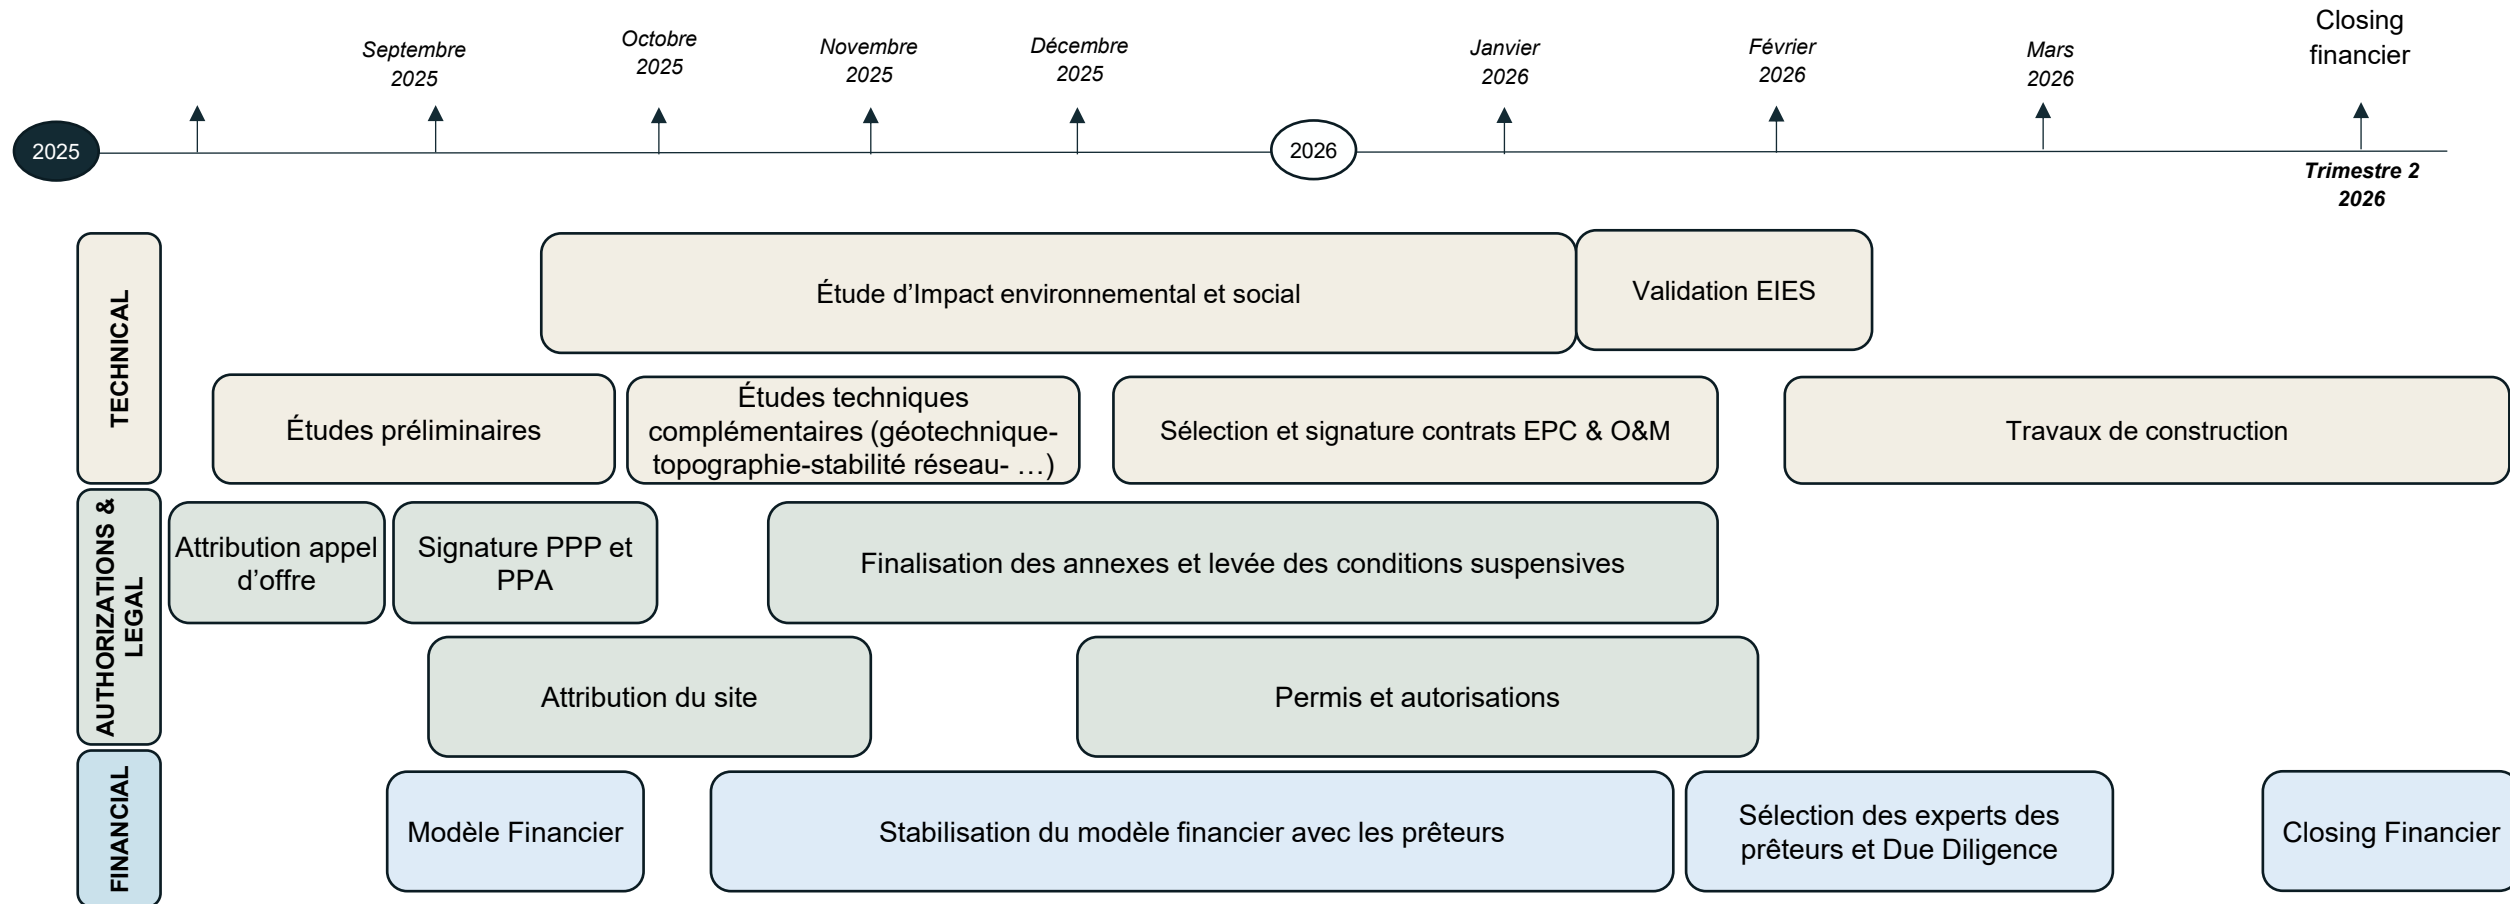 Septembre
2025
Octobre
2025
Novembre
2025
Décembre
2025
Janvier
2026
Février
2026
Mars
2026
Closing
financier
2025
2026
Trimestre 2
2026
TECHNICAL
Étude d’Impact environnemental et social
Validation EIES
Études préliminaires
Études techniques
complémentaires (géotechnique-
topographie-stabilité réseau- …)
Sélection et signature contrats EPC & O&M
Travaux de construction
AUTHORIZATIONS &
LEGAL
Attribution appel
d’offre
Signature PPP et
PPA
Finalisation des annexes et levée des conditions suspensives
Attribution du site
Permis et autorisations
FINANCIAL
Modèle Financier
Stabilisation du modèle financier avec les prêteurs
Sélection des experts des
prêteurs et Due Diligence
Closing Financier